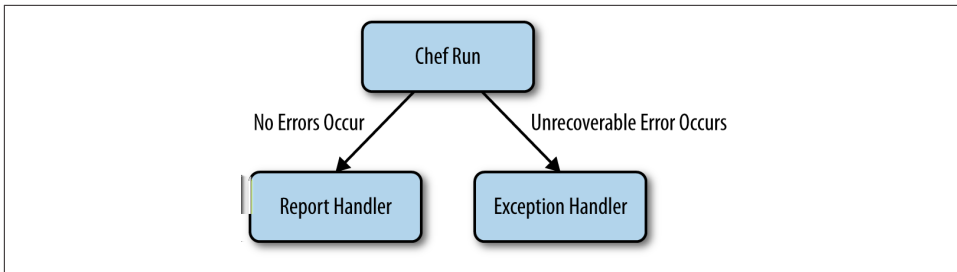 Chef Run
No Errors Occur
Unrecoverable Error Occurs
Report Handler
Exception Handler